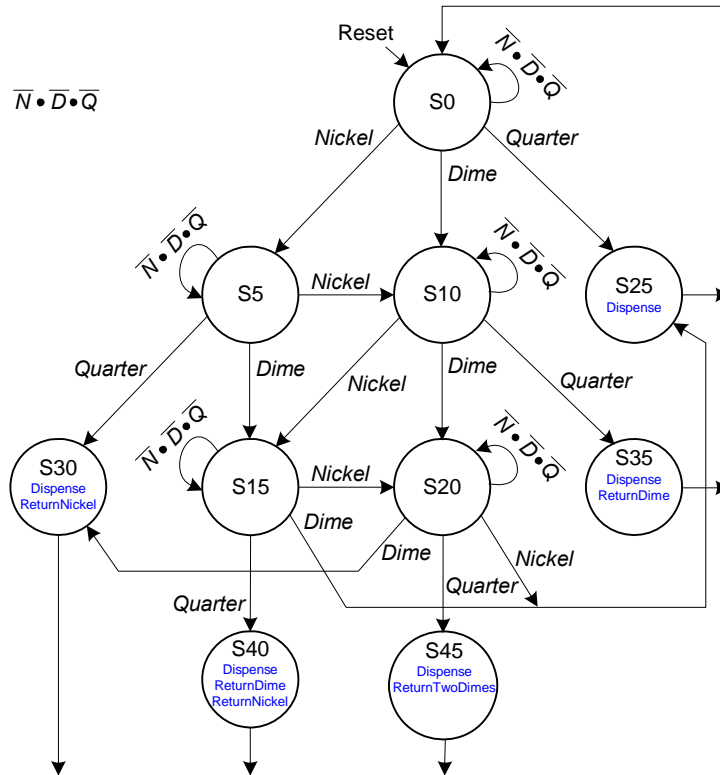 Reset
N̅ • D̅ • Q̅
N̅ • D̅ • Q̅
S0
Nickel
Quarter
Dime
N̅ • D̅ • Q̅
N̅ • D̅ • Q̅
S5
Nickel
S10
S25
Dispense
Quarter
Dime
Nickel
Dime
Quarter
N̅ • D̅ • Q̅
N̅ • D̅ • Q̅
S30
Dispense
ReturnNickel
S15
Nickel
S20
S35
Dispense
ReturnDime
Dime
Dime
Nickel
Quarter
Quarter
S40
Dispense
ReturnDime
ReturnNickel
S45
Dispense
ReturnTwoDimes